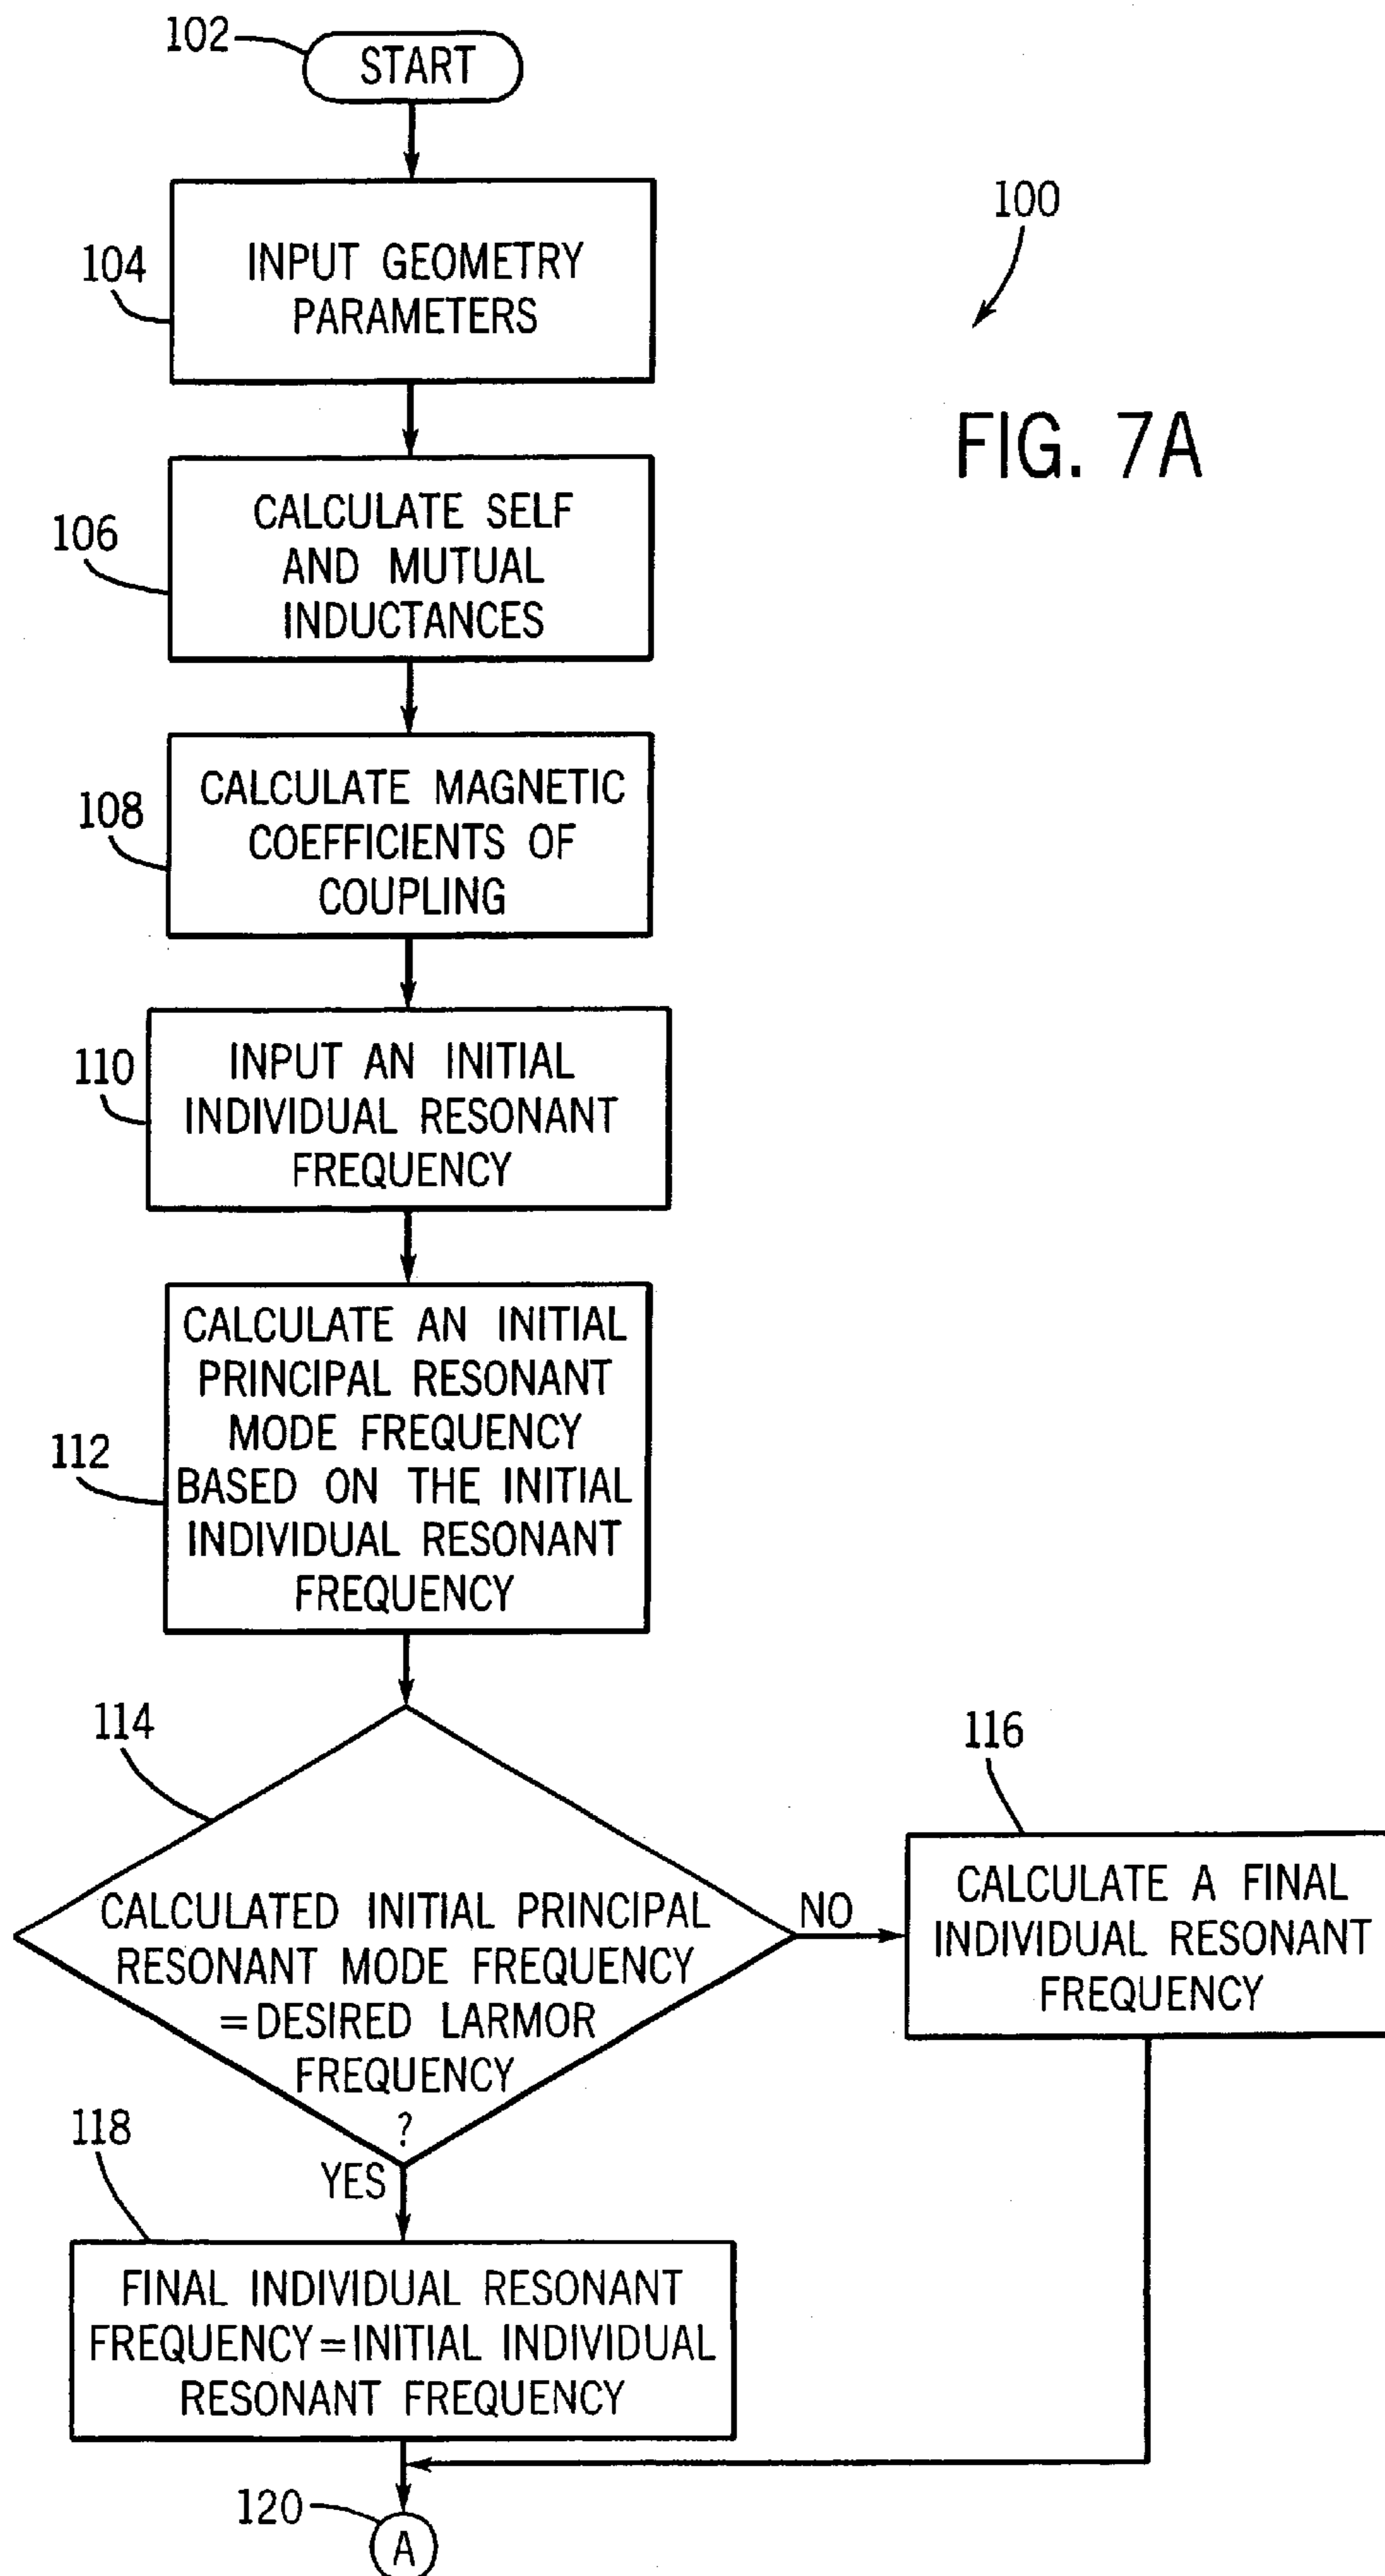 102
START
100
104
INPUT GEOMETRY
PARAMETERS
FIG. 7A
106
CALCULATE SELF
AND MUTUAL
INDUCTANCES
108
CALCULATE MAGNETIC
COEFFICIENTS OF
COUPLING
110
INPUT AN INITIAL
INDIVIDUAL RESONANT
FREQUENCY
112
CALCULATE AN INITIAL
PRINCIPAL RESONANT
MODE FREQUENCY
BASED ON THE INITIAL
INDIVIDUAL RESONANT
FREQUENCY
114
CALCULATED INITIAL PRINCIPAL
RESONANT MODE FREQUENCY
=DESIRED LARMOR
FREQUENCY
?
NO
116
CALCULATE A FINAL
INDIVIDUAL RESONANT
FREQUENCY
YES
118
FINAL INDIVIDUAL RESONANT
FREQUENCY=INITIAL INDIVIDUAL
RESONANT FREQUENCY
120
A